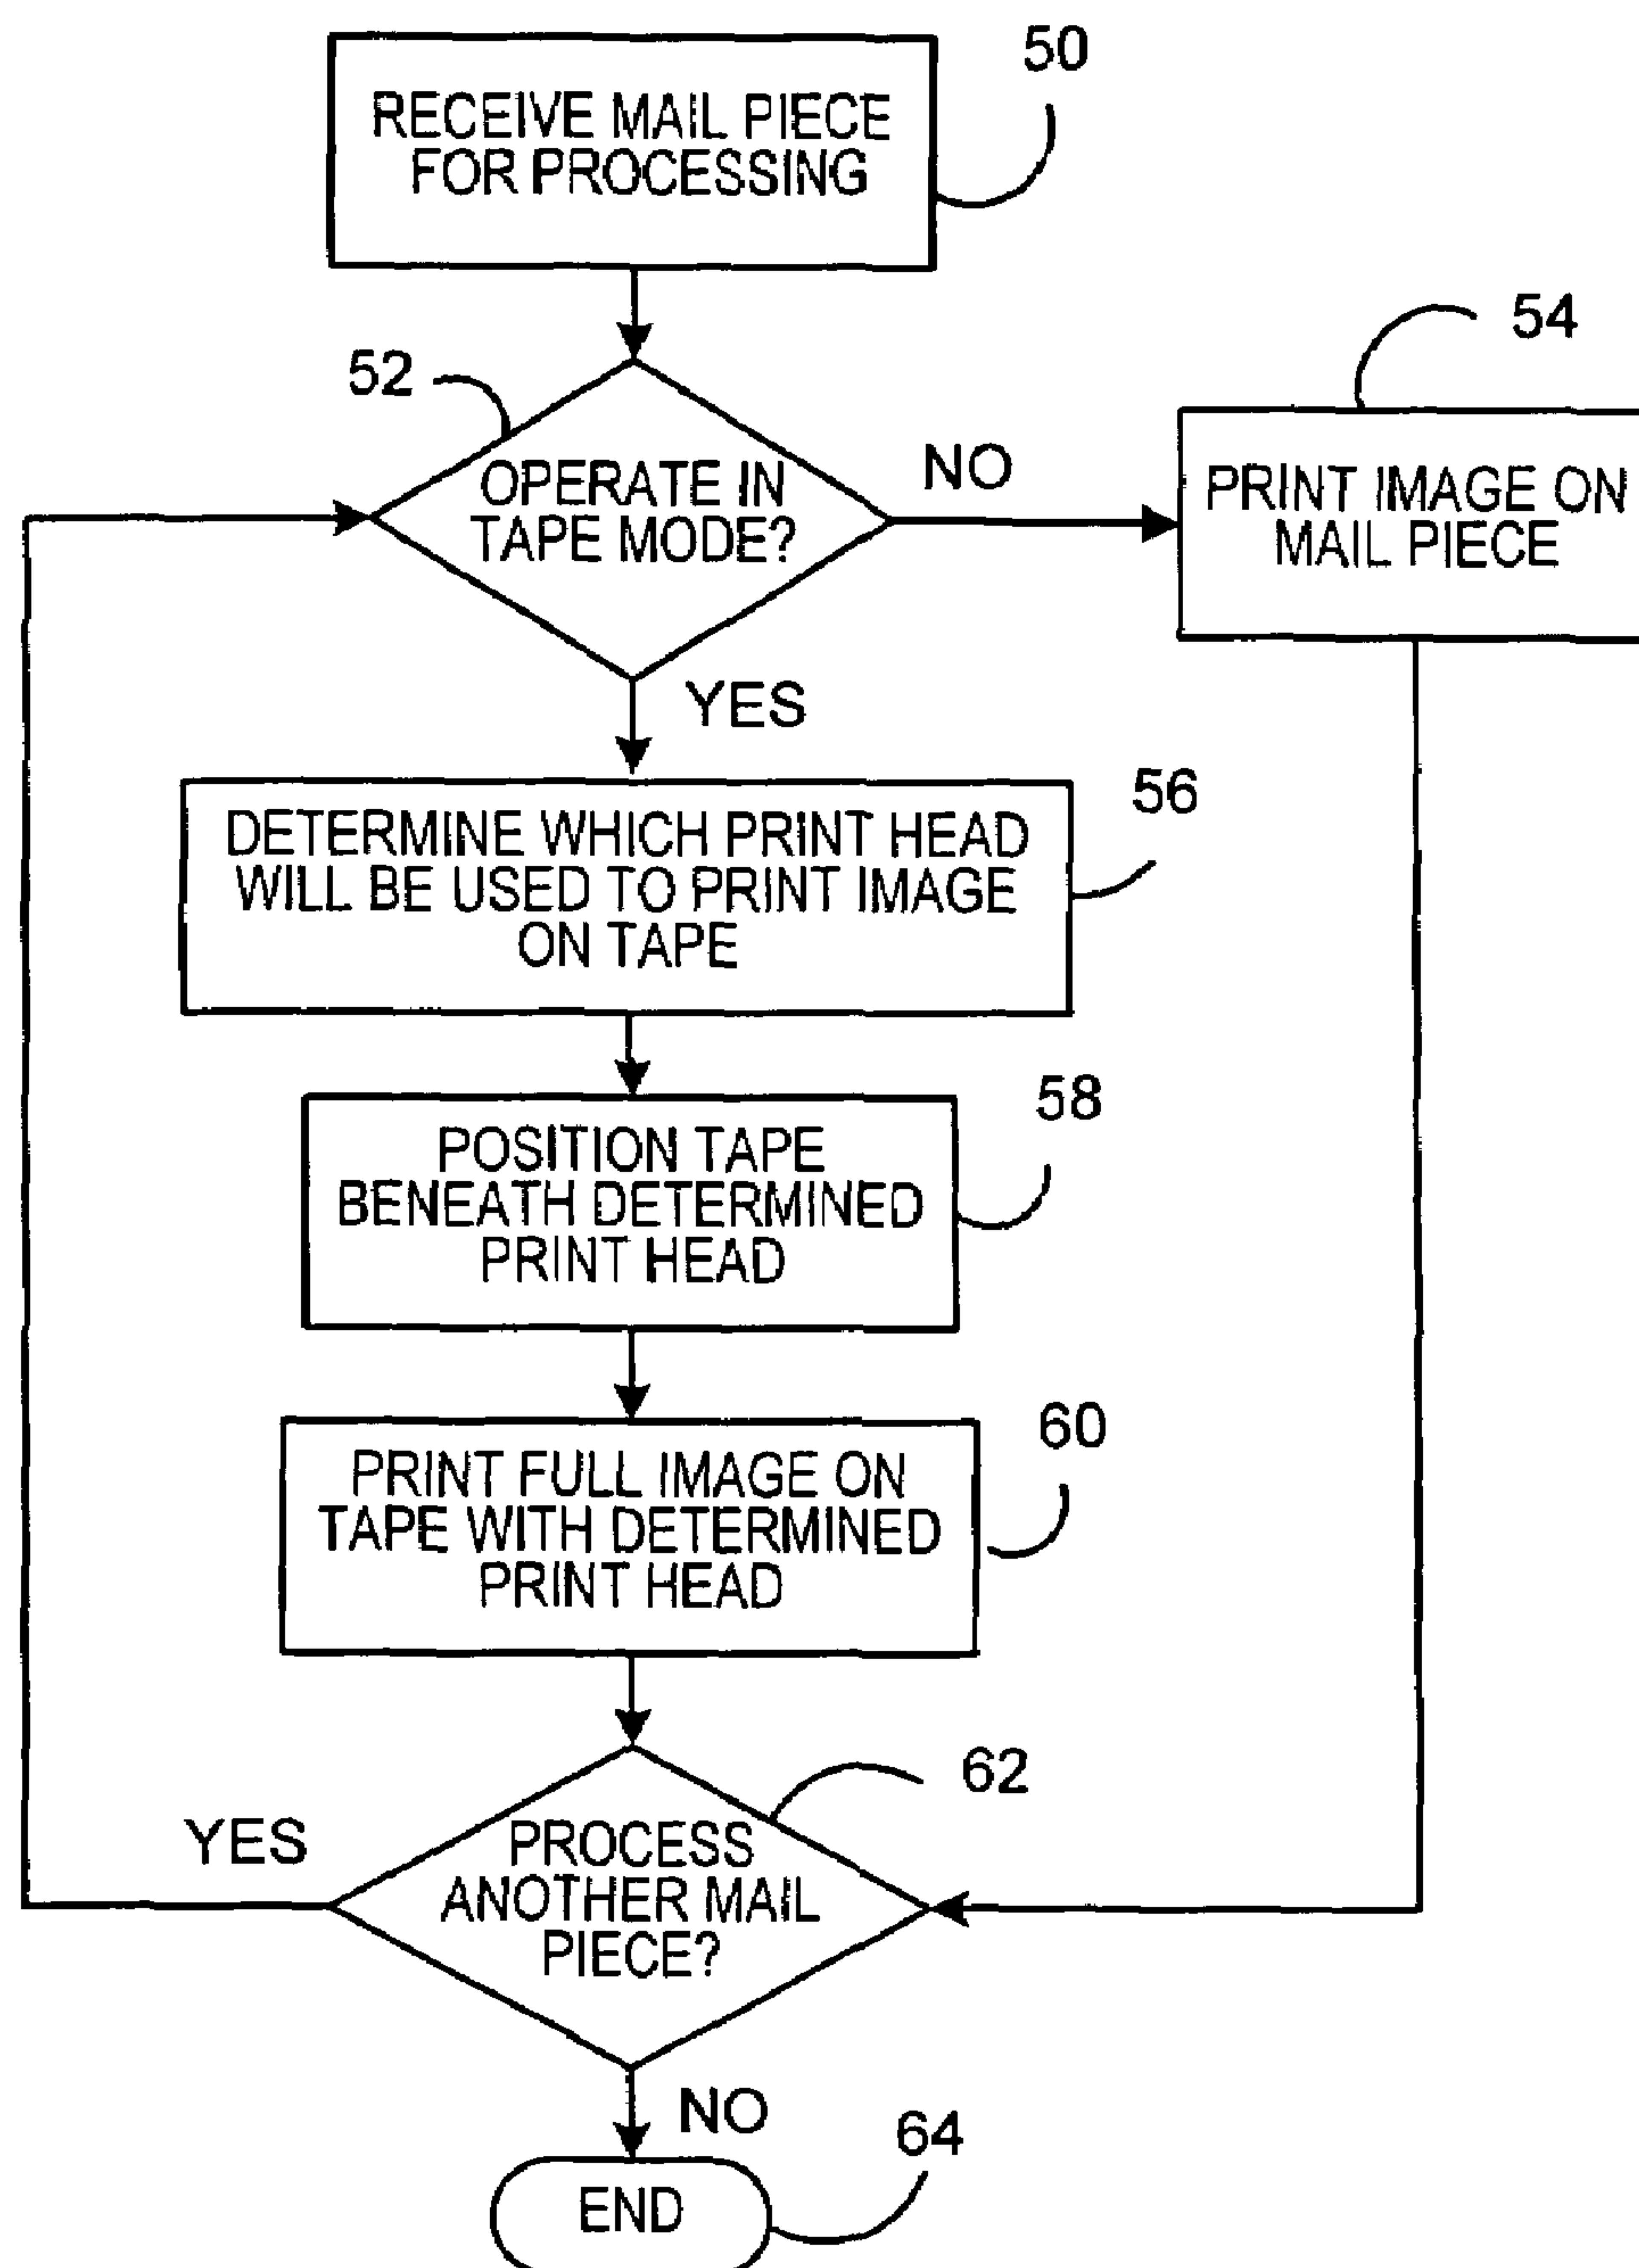 50
RECEIVE MAIL PIECE
FOR PROCESSING
52
OPERATE IN
TAPE MODE?
NO
54
PRINT IMAGE ON
MAIL PIECE
YES
56
DETERMINE WHICH PRINT HEAD
WILL BE USED TO PRINT IMAGE
ON TAPE
58
POSITION TAPE
BENEATH DETERMINED
PRINT HEAD
60
PRINT FULL IMAGE ON
TAPE WITH DETERMINED
PRINT HEAD
62
YES
PROCESS
ANOTHER MAIL
PIECE?
NO
64
END